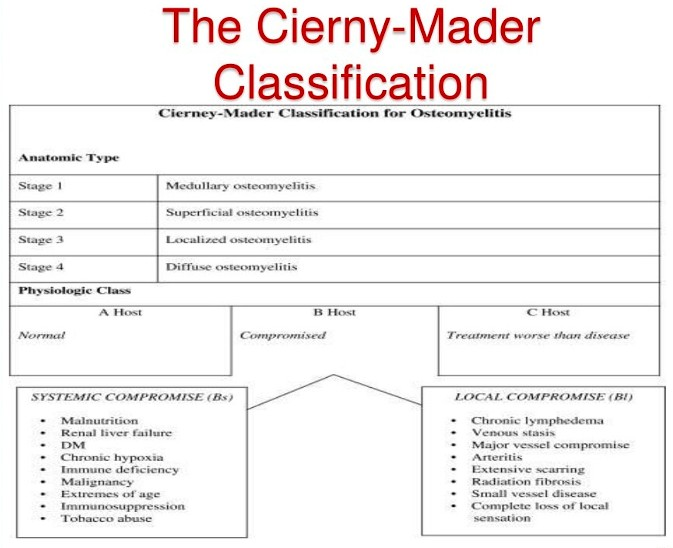 The Cierny-Mader
Classification
Cierney-Mader Classification for Osteomyelitis
Anatomic Type
Stage 1 Medullary osteomyelitis
Stage 2 Superficial osteomyelitis
Stage 3 Localized osteomyelitis
Stage 4 Diffuse osteomyelitis
Physiologic Class
A Host B Host C Host
Normal Compromised Treatment worse than disease
SYSTEMIC COMPROMISE (Bs)
• Malnutrition
• Renal liver failure
• DM
• Chronic hypoxia
• Immune deficiency
• Malignancy
• Extremes of age
• Immunosuppression
• Tobacco abuse
LOCAL COMPROMISE (Bl)
• Chronic lymphedema
• Venous stasis
• Major vessel compromise
• Arteritis
• Extensive scarring
• Radiation fibrosis
• Small vessel disease
• Complete loss of local
sensation